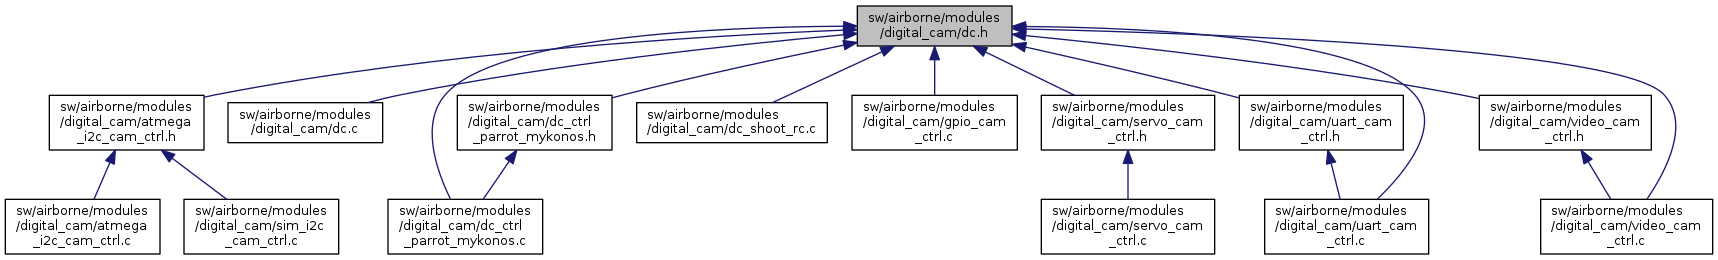 sw/airborne/modules
/digital_cam/dc.h
sw/airborne/modules
/digital_cam/atmega
_i2c_cam_ctrl.h
sw/airborne/modules
/digital_cam/dc.c
sw/airborne/modules
/digital_cam/dc_ctrl
_parrot_mykonos.h
sw/airborne/modules
/digital_cam/dc_shoot_rc.c
sw/airborne/modules
/digital_cam/gpio_cam
_ctrl.c
sw/airborne/modules
/digital_cam/servo_cam
_ctrl.h
sw/airborne/modules
/digital_cam/uart_cam
_ctrl.h
sw/airborne/modules
/digital_cam/video_cam
_ctrl.h
sw/airborne/modules
/digital_cam/atmega
_i2c_cam_ctrl.c
sw/airborne/modules
/digital_cam/sim_i2c
_cam_ctrl.c
sw/airborne/modules
/digital_cam/dc_ctrl
_parrot_mykonos.c
sw/airborne/modules
/digital_cam/servo_cam
_ctrl.c
sw/airborne/modules
/digital_cam/uart_cam
_ctrl.c
sw/airborne/modules
/digital_cam/video_cam
_ctrl.c